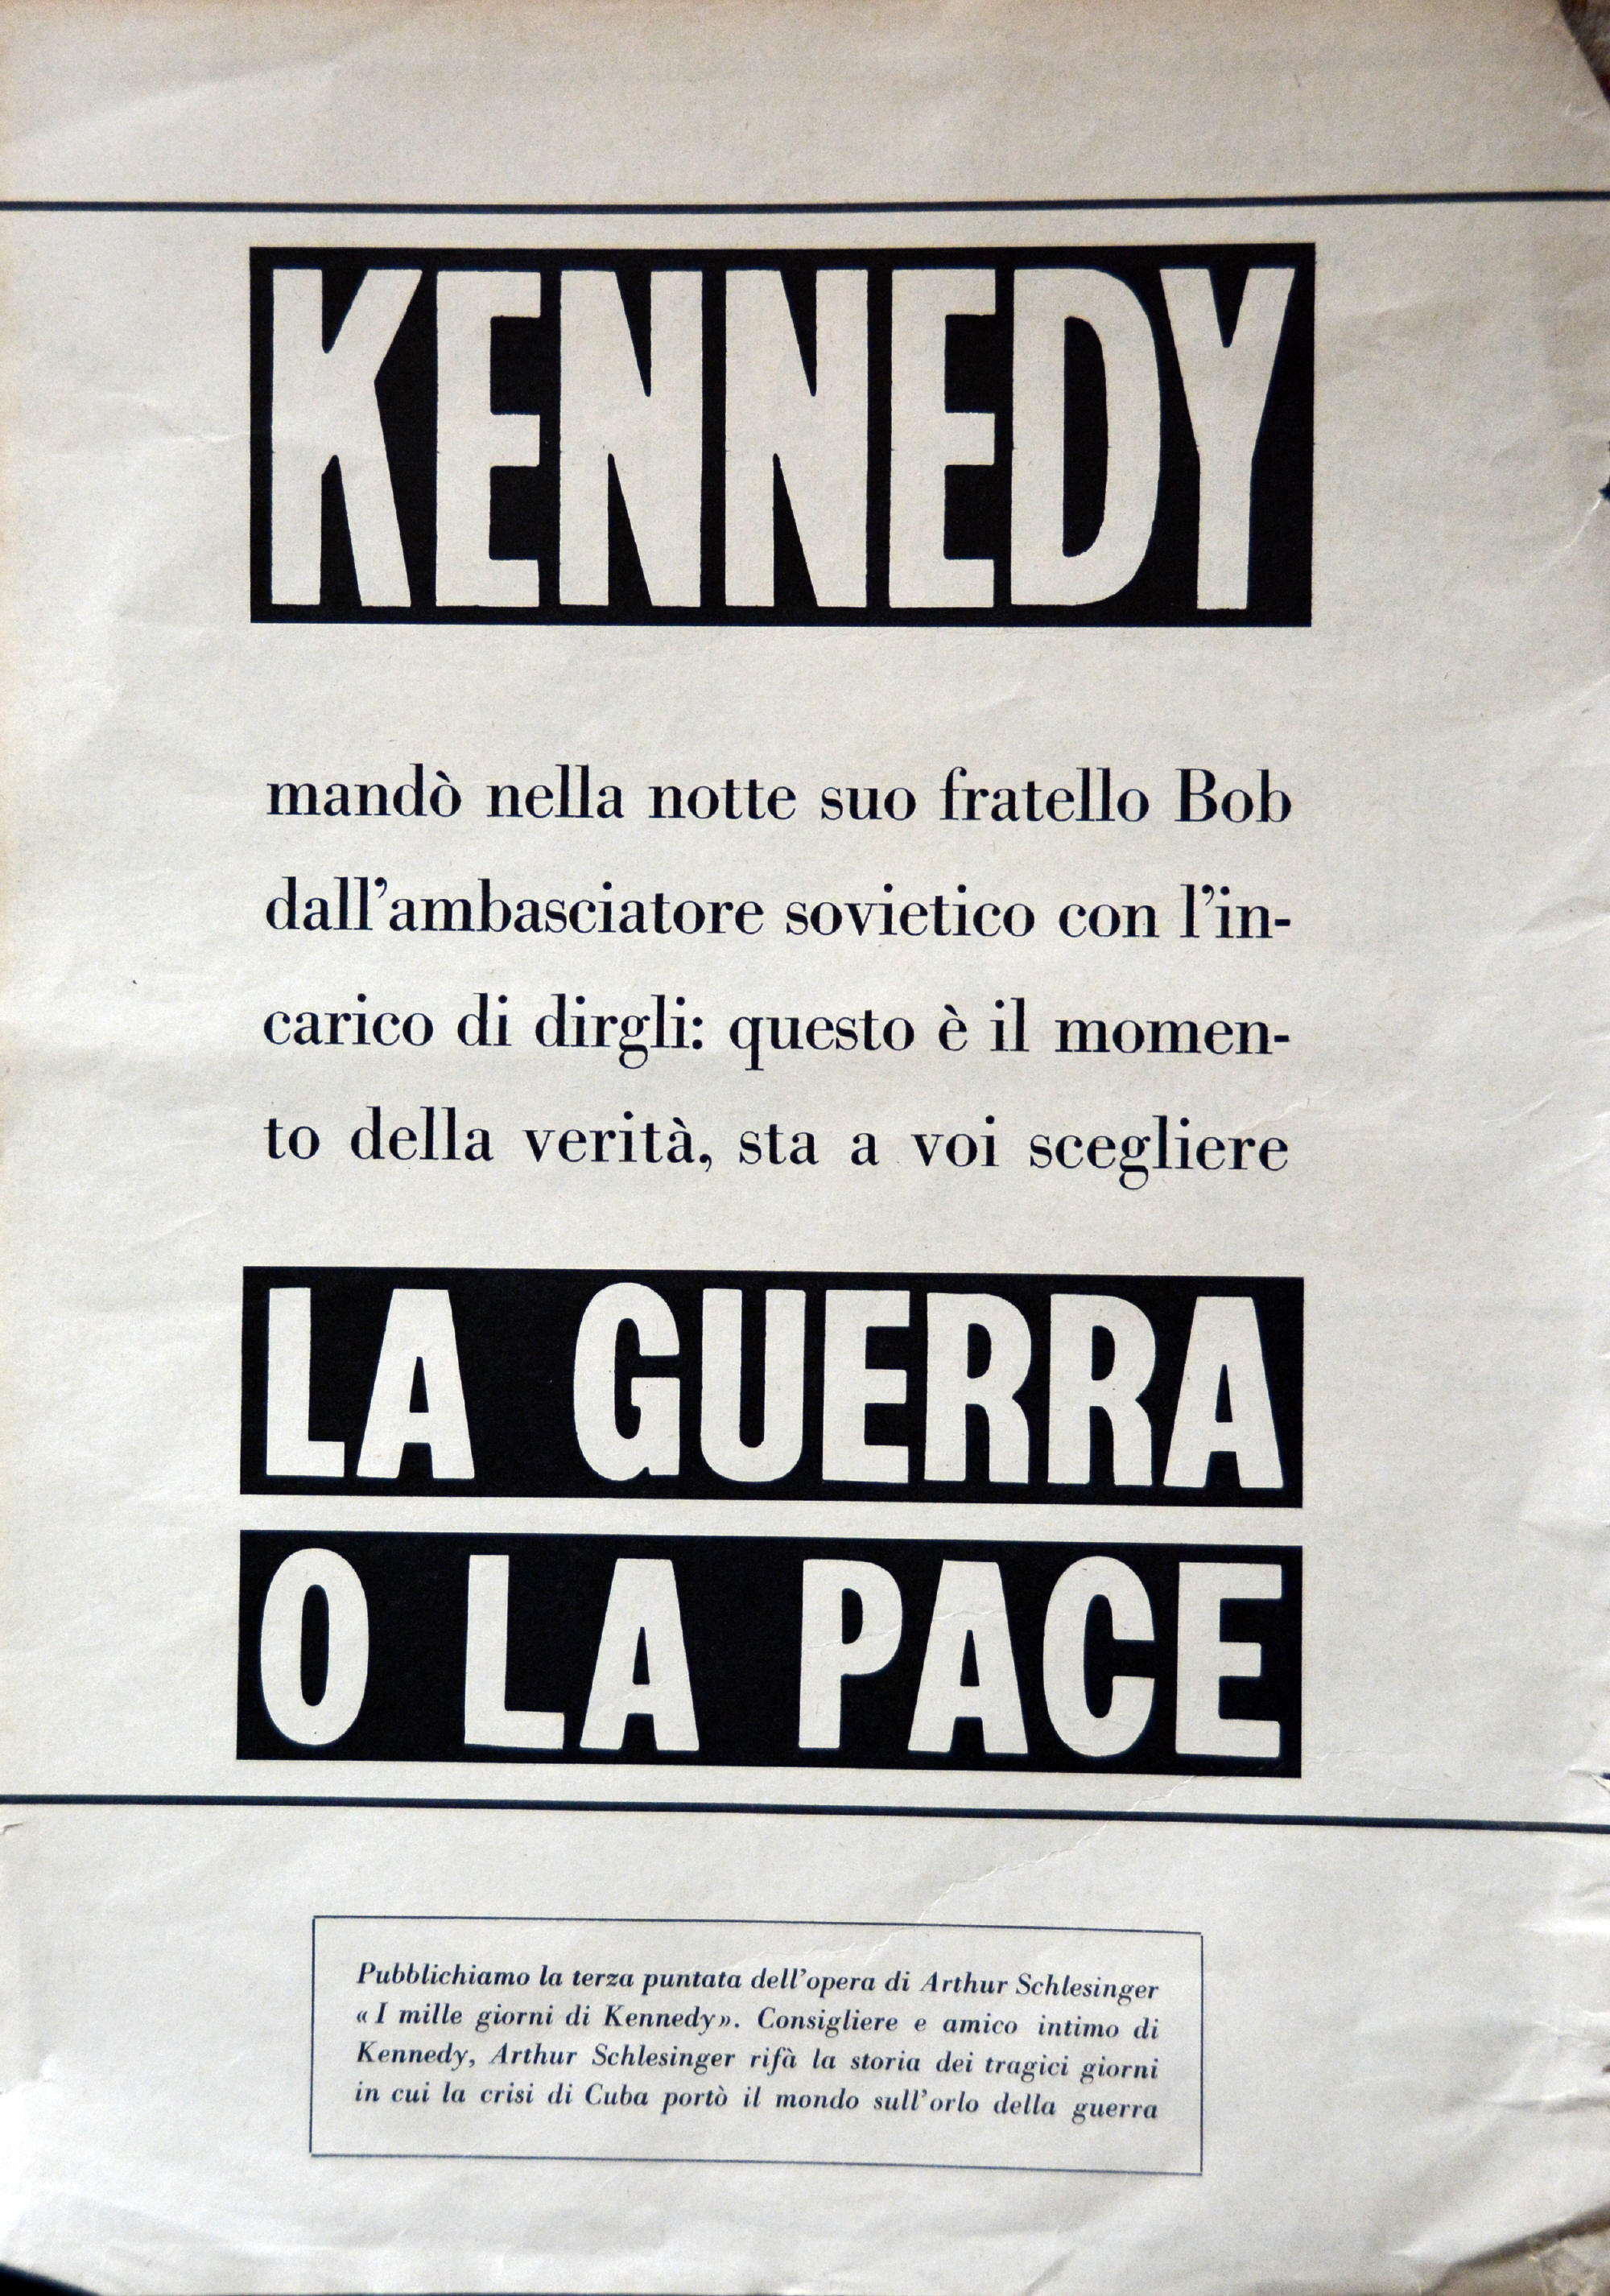 KENNEDY
mandò nella notte suo fratello Bob
dall'ambasciatore sovietico con l'in-
carico di dirgli: questo è il momen-
to della verità, sta a voi scegliere
LA GUERRA
O LA PACE
Pubblichiamo la terza puntata dell'opera di Arthur Schlesinger
« I mille giorni di Kennedy». Consigliere e amico intimo di
Kennedy, Arthur Schlesinger rifà la storia dei tragici giorni
in cui la crisi di Cuba portò il mondo sull'orlo della guerra